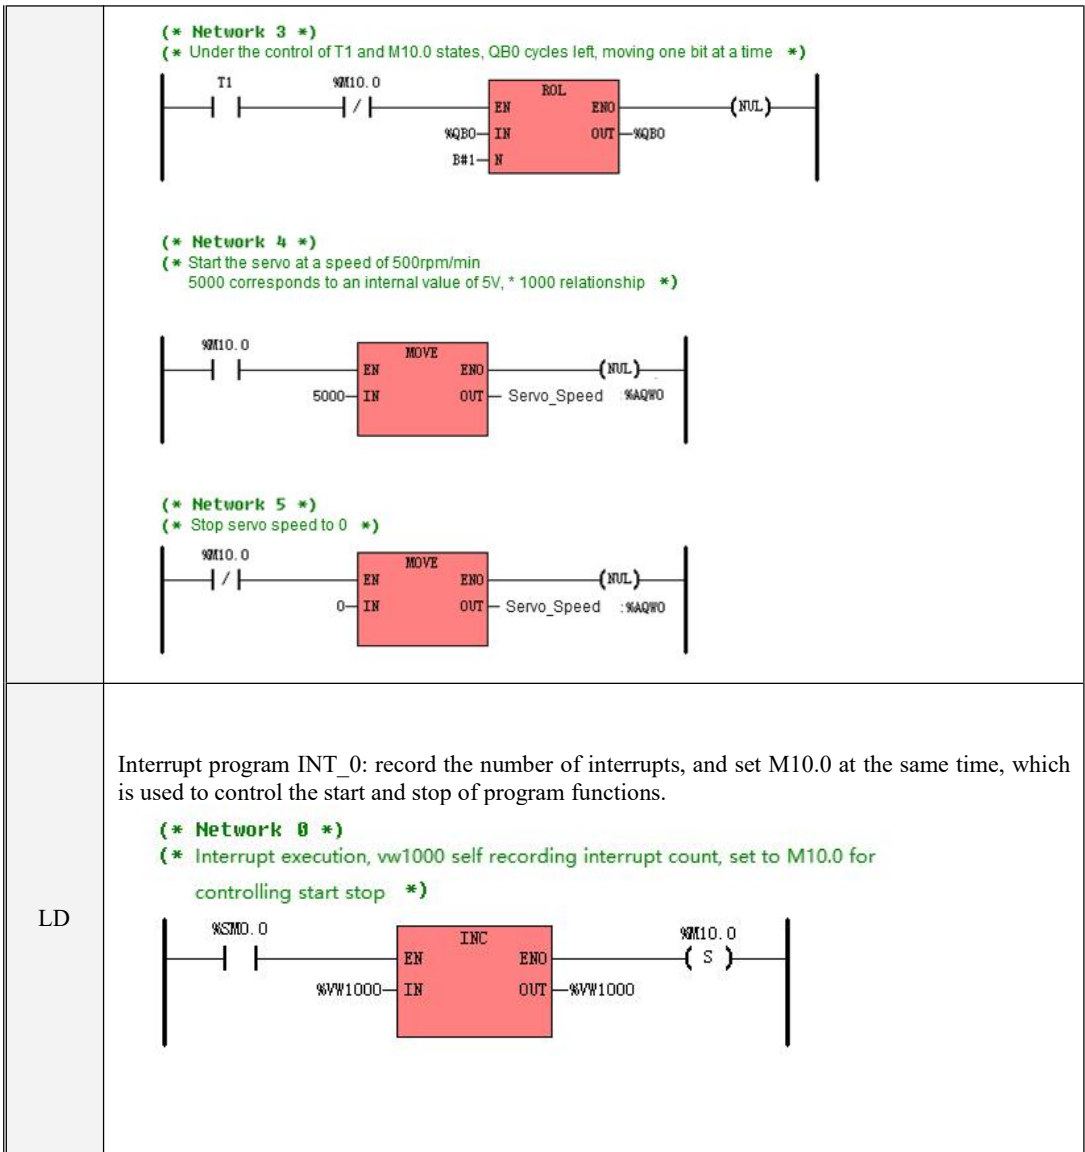 (* Network 3 *)
(* Under the control of T1 and M10.0 states, QB0 cycles left, moving one bit at a time *)
T1 %M10.0 ROL
EN ENO (NUL)
%QB0 IN OUT %QB0
B#1 N
(* Network 4 *)
(* Start the servo at a speed of 500rpm/min
5000 corresponds to an internal value of 5V, * 1000 relationship *)
%M10.0 MOVE
EN ENO (NUL)
5000 IN OUT Servo_Speed :%AQW0
(* Network 5 *)
(* Stop servo speed to 0 *)
%M10.0 MOVE
/ EN ENO (NUL)
0 IN OUT Servo_Speed :%AQW0
LD
Interrupt program INT_0: record the number of interrupts, and set M10.0 at the same time, which
is used to control the start and stop of program functions.
(* Network 0 *)
(* Interrupt execution, vw1000 self recording interrupt count, set to M10.0 for
controlling start stop *)
%SM0.0 INC %M10.0
EN ENO ( S )
%VW1000 IN OUT %VW1000